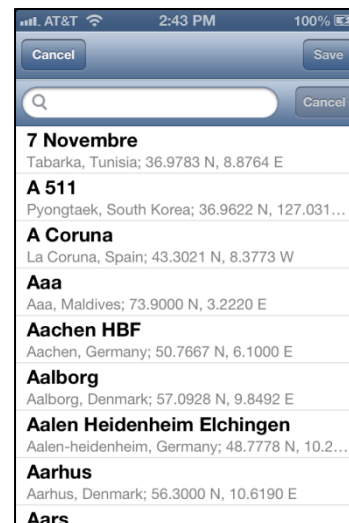 AT&T 2:43 PM 100%
Cancel Save
Cancel
7 Novembre
Tabarka, Tunisia; 36.9783 N, 8.8764 E
A 511
Pyongtaek, South Korea; 36.9622 N, 127.031...
A Coruna
La Coruna, Spain; 43.3021 N, 8.3773 W
Aaa
Aaa, Maldives; 73.9000 N, 3.2220 E
Aachen HBF
Aachen, Germany; 50.7667 N, 6.1000 E
Aalborg
Aalborg, Denmark; 57.0928 N, 9.8492 E
Aalen Heidenheim Elchingen
Aalen-heidenheim, Germany; 48.7778 N, 10.2...
Aarhus
Aarhus, Denmark; 56.3000 N, 10.6190 E
Aars